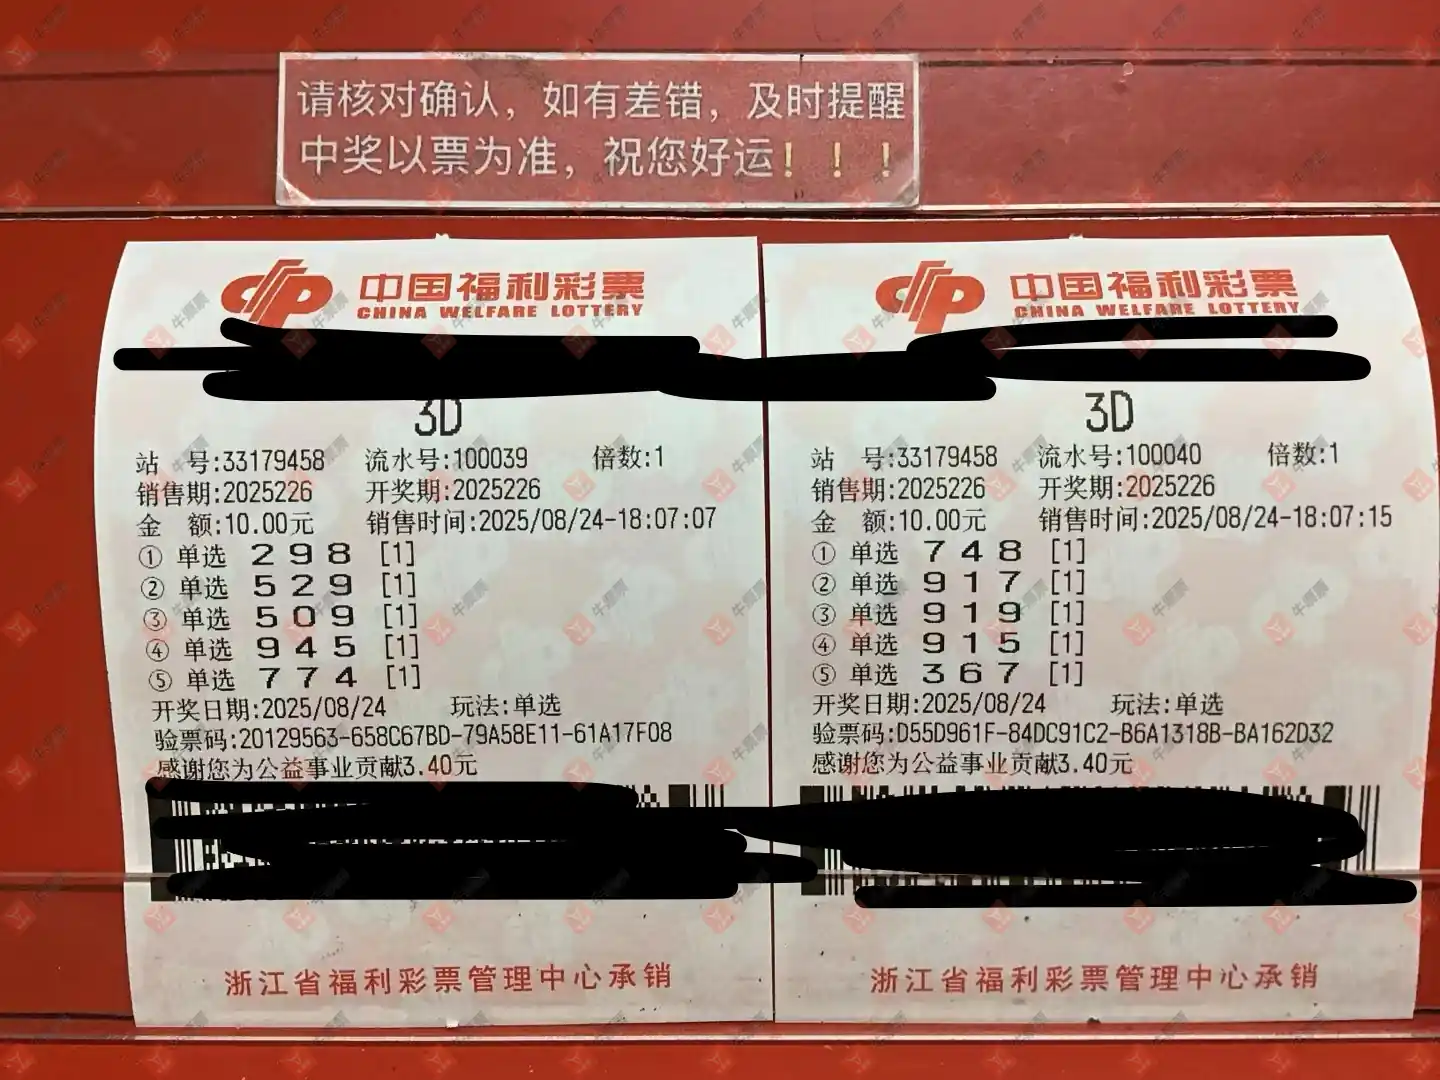 请核对确认，如有差错，及时提醒
中奖以票为准，祝您好运！！！
中国福利彩票
CHINA WELFARE LOTTERY
3D
站 号:33179458 流水号:100039 倍数:1
销售期:2025226 开奖期:2025226
金 额:10.00元 销售时间:2025/08/24-18:07:07
① 单选 2 9 8 [1]
② 单选 5 2 9 [1]
③ 单选 5 0 9 [1]
④ 单选 9 4 5 [1]
⑤ 单选 7 7 4 [1]
开奖日期:2025/08/24 玩法:单选
验票码:20129563-658C67BD-79A58E11-61A17F08
感谢您为公益事业贡献3.40元
浙江省福利彩票管理中心承销
中国福利彩票
CHINA WELFARE LOTTERY
3D
站 号:33179458 流水号:100040 倍数:1
销售期:2025226 开奖期:2025226
金 额:10.00元 销售时间:2025/08/24-18:07:15
① 单选 7 4 8 [1]
② 单选 9 1 7 [1]
③ 单选 9 1 9 [1]
④ 单选 9 1 5 [1]
⑤ 单选 3 6 7 [1]
开奖日期:2025/08/24 玩法:单选
验票码:D55D961F-84DC91C2-B6A1318B-BA162D32
感谢您为公益事业贡献3.40元
浙江省福利彩票管理中心承销